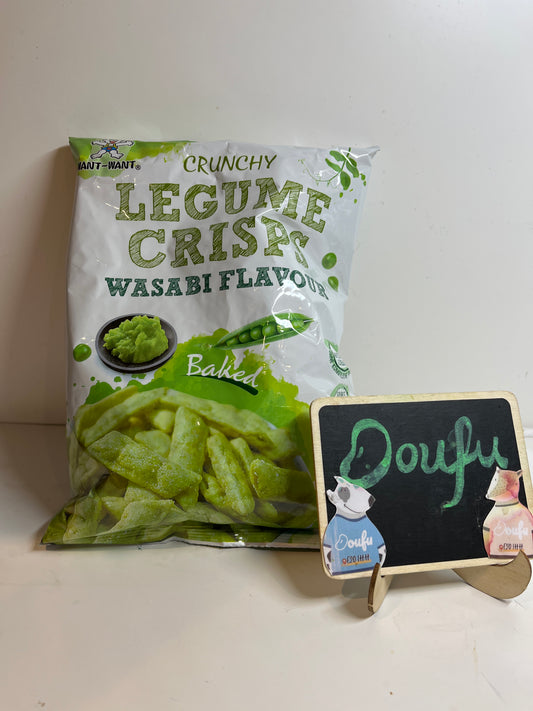 WANT-WANT®
CRUNCHY
LEGUME
CRISPS
WASABI FLAVOUR
Baked
Doufu
Doufu
Doufu